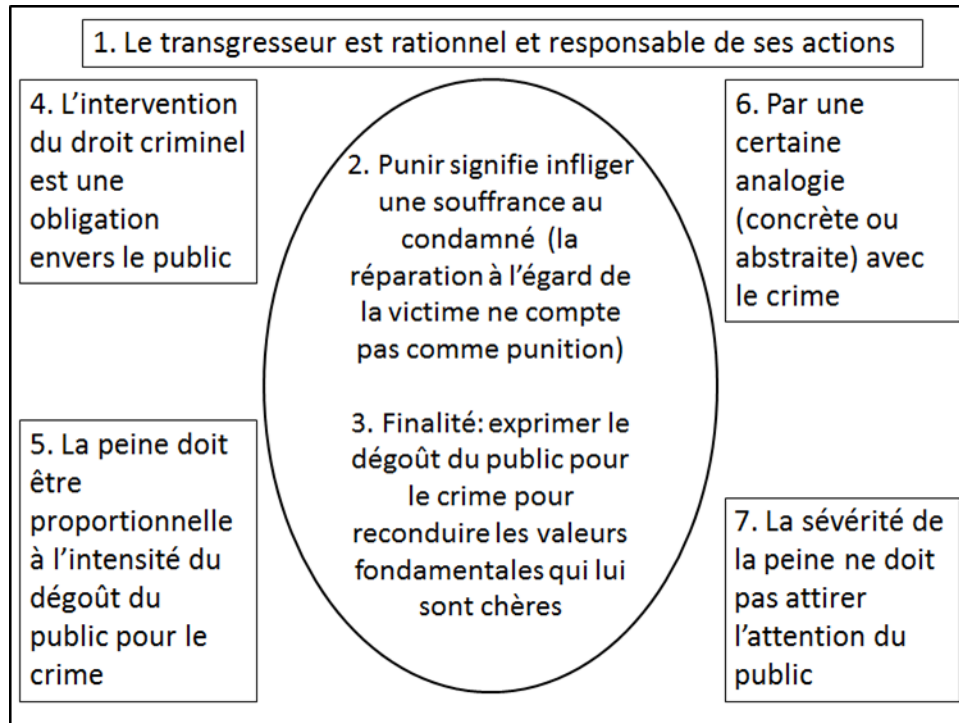 1. Le transgresseur est rationnel et responsable de ses actions
4. L’intervention
du droit criminel
est une
obligation
envers le public
2. Punir signifie infliger
une souffrance au
condamné (la
réparation à l’égard de
la victime ne compte
pas comme punition)
3. Finalité: exprimer le
dégoût du public pour
le crime pour
reconduire les valeurs
fondamentales qui lui
sont chères
6. Par une
certaine
analogie
(concrète ou
abstraite) avec
le crime
5. La peine doit
être
proportionnelle
à l’intensité du
dégoût du
public pour le
crime
7. La sévérité de
la peine ne doit
pas attirer
l’attention du
public